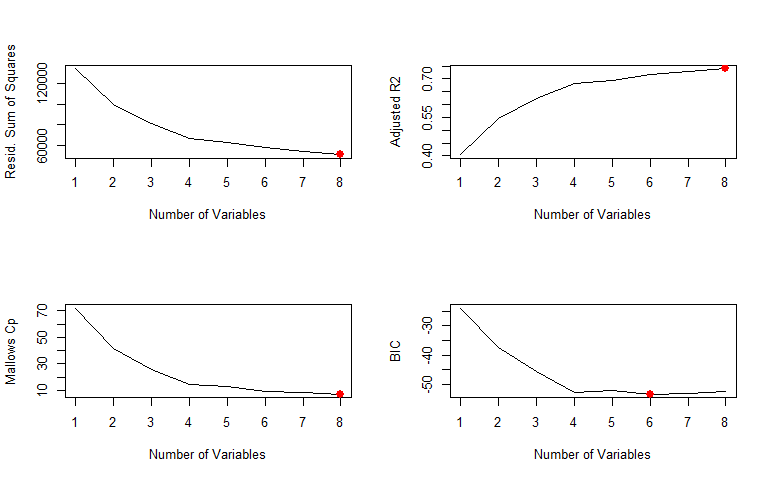 Resid. Sum of Squares
60000 120000
1 2 3 4 5 6 7 8
Number of Variables
Adjusted R2
0.40 0.55 0.70
1 2 3 4 5 6 7 8
Number of Variables
Mallows Cp
10 30 50 70
1 2 3 4 5 6 7 8
Number of Variables
BIC
-50 -40 -30
1 2 3 4 5 6 7 8
Number of Variables